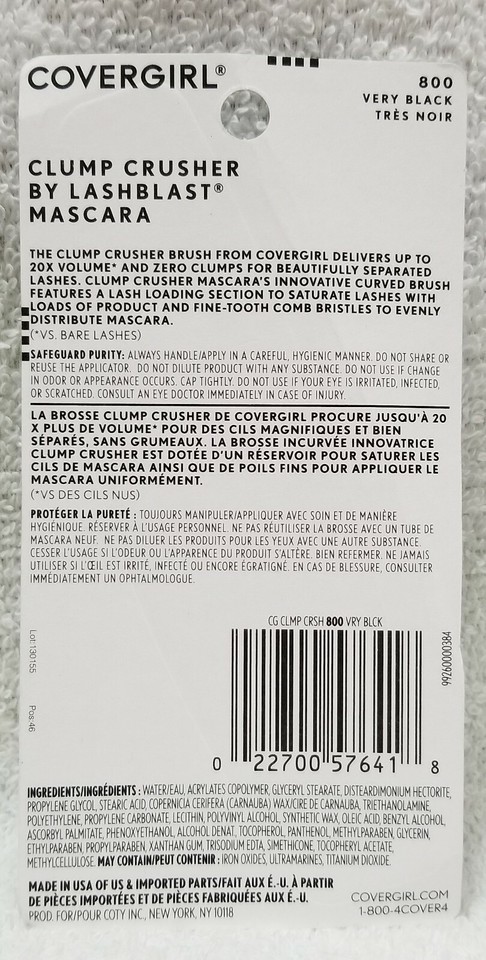 COVERGIRL®
800
VERY BLACK
TRÈS NOIR
CLUMP CRUSHER
BY LASHBLAST®
MASCARA
THE CLUMP CRUSHER BRUSH FROM COVERGIRL DELIVERS UP TO
20X VOLUME* AND ZERO CLUMPS FOR BEAUTIFULLY SEPARATED
LASHES. CLUMP CRUSHER MASCARA'S INNOVATIVE CURVED BRUSH
FEATURES A LASH LOADING SECTION TO SATURATE LASHES WITH
LOADS OF PRODUCT AND FINE-TOOTH COMB BRISTLES TO EVENLY
DISTRIBUTE MASCARA.
(*VS. BARE LASHES)
SAFEGUARD PURITY: ALWAYS HANDLE/APPLY IN A CAREFUL, HYGIENIC MANNER. DO NOT SHARE OR
REUSE THE APPLICATOR. DO NOT DILUTE PRODUCT WITH ANY SUBSTANCE. DO NOT USE IF CHANGE
IN ODOR OR APPEARANCE OCCURS. CAP TIGHTLY. DO NOT USE IF YOUR EYE IS IRRITATED, INFECTED,
OR SCRATCHED. CONSULT AN EYE DOCTOR IMMEDIATELY IN CASE OF INJURY.
LA BROSSE CLUMP CRUSHER DE COVERGIRL PROCURE JUSQU'À 20
X PLUS DE VOLUME* POUR DES CILS MAGNIFIQUES ET BIEN
SÉPARÉS, SANS GRUMEAUX. LA BROSSE INCURVÉE INNOVATRICE
CLUMP CRUSHER EST DOTÉE D'UN RÉSERVOIR POUR SATURER LES
CILS DE MASCARA AINSI QUE DE POILS FINS POUR APPLIQUER LE
MASCARA UNIFORMÉMENT.
(*VS DES CILS NUS)
PROTÉGER LA PURETÉ : TOUJOURS MANIPULER/APPLIQUER AVEC SOIN ET DE MANIÈRE
HYGIÉNIQUE. RÉSERVER À L'USAGE PERSONNEL. NE PAS RÉUTILISER LA BROSSE AVEC UN TUBE DE
MASCARA NEUF. NE PAS DILUER LES PRODUITS POUR LES YEUX AVEC UNE AUTRE SUBSTANCE.
CESSER L'USAGE SI L'ODEUR OU L'APPARENCE DU PRODUIT S'ALTÈRE. BIEN REFERMER. NE JAMAIS
UTILISER SI L'ŒIL EST IRRITÉ, INFECTÉ OU ENCORE ÉGRATIGNÉ. EN CAS DE BLESSURE, CONSULTER
IMMÉDIATEMENT UN OPHTALMOLOGUE.
CG CLMP CRSH 800 VRY BLCK
Lot:130155
Pos:46
99260000384
0 22700 57641 8
INGREDIENTS/INGRÉDIENTS : WATER/EAU, ACRYLATES COPOLYMER, GLYCERYL STEARATE, DISTEARDIMONIUM HECTORITE,
PROPYLENE GLYCOL, STEARIC ACID, COPERNICIA CERIFERA (CARNAUBA) WAX/CIRE DE CARNAUBA, TRIETHANOLAMINE,
POLYETHYLENE, PROPYLENE CARBONATE, LECITHIN, POLYVINYL ALCOHOL, SYNTHETIC WAX, OLEIC ACID, BENZYL ALCOHOL,
ASCORBYL PALMITATE, PHENOXYETHANOL, ALCOHOL DENAT, TOCOPHEROL, PANTHENOL, METHYLPARABEN, GLYCERIN,
ETHYLPARABEN, PROPYLPARABEN, XANTHAN GUM, TRISODIUM EDTA, SIMETHICONE, TOCOPHERYL ACETATE,
METHYLCELLULOSE. MAY CONTAIN/PEUT CONTENIR : IRON OXIDES, ULTRAMARINES, TITANIUM DIOXIDE.
MADE IN USA OF US & IMPORTED PARTS/FAIT AUX É.-U. À PARTIR
DE PIÈCES IMPORTÉES ET DE PIÈCES FABRIQUÉES AUX É.-U.
PROD. FOR/POUR COTY INC., NEW YORK, NY 10118
COVERGIRL.COM
1-800-4COVER4